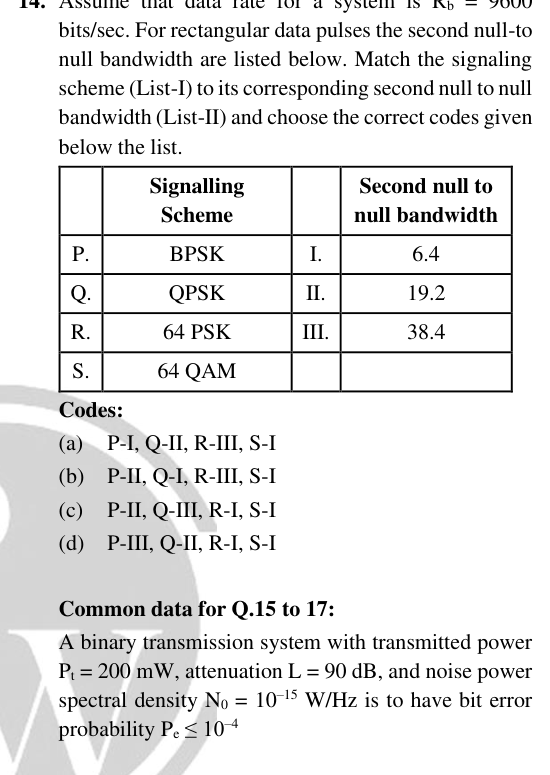 14. Assume that data rate for a system is R_b = 9600
bits/sec. For rectangular data pulses the second null-to
null bandwidth are listed below. Match the signaling
scheme (List-I) to its corresponding second null to null
bandwidth (List-II) and choose the correct codes given
below the list.
Signalling Scheme | Second null to null bandwidth
P. BPSK I. 6.4
Q. QPSK II. 19.2
R. 64 PSK III. 38.4
S. 64 QAM
Codes:
(a) P-I, Q-II, R-III, S-I
(b) P-II, Q-I, R-III, S-I
(c) P-II, Q-III, R-I, S-I
(d) P-III, Q-II, R-I, S-I
Common data for Q.15 to 17:
A binary transmission system with transmitted power
P_t = 200 mW, attenuation L = 90 dB, and noise power
spectral density N₀ = 10⁻¹⁵ W/Hz is to have bit error
probability P_e ≤ 10⁻⁴